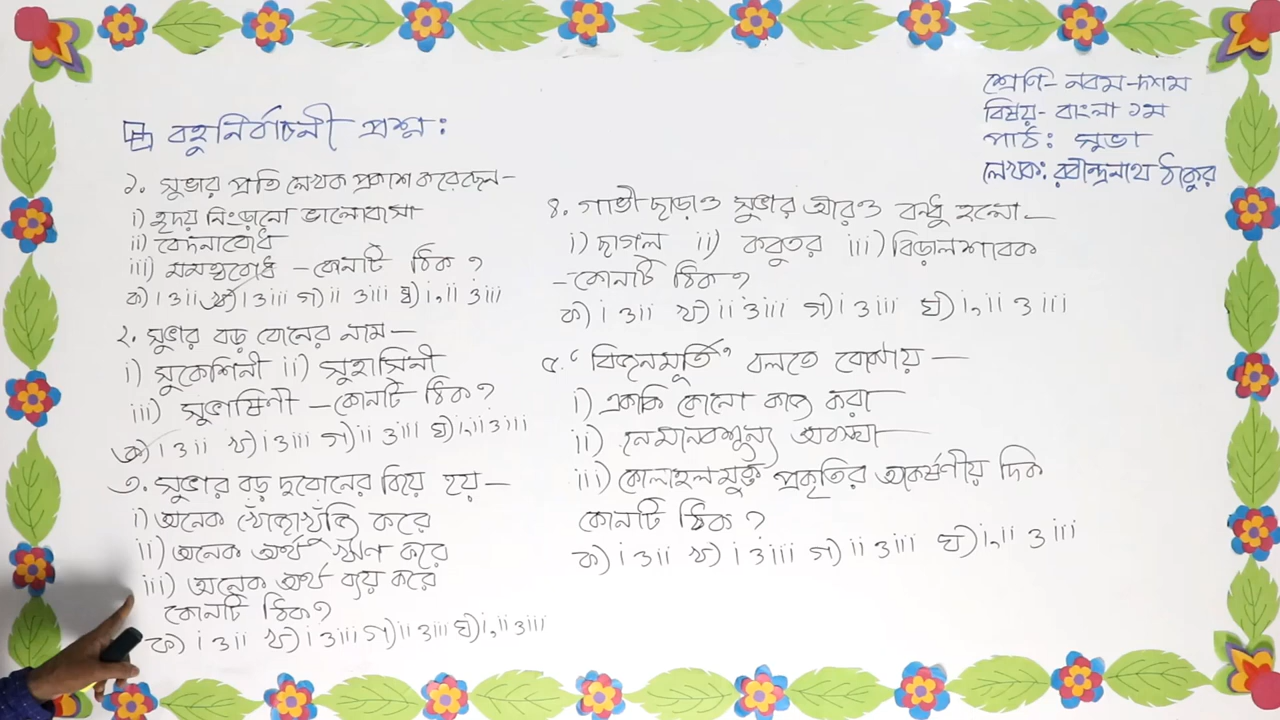 শ্রেণি- নবম-দশম
বিষয়- বাংলা ১ম
পাঠ: সুভা
লেখক: রবীন্দ্রনাথ ঠাকুর
বহুনির্বাচনী প্রশ্ন:
১. সুভার প্রতি লেখক প্রকাশ করেছেন-
i) হৃদয় নিংড়ানো ভালোবাসা
ii) বেদনাবোধ
iii) মমত্ববোধ - কোনটি ঠিক?
ক) i ও ii খ) i ও iii গ) ii ও iii ঘ) i, ii ও iii
২. সুভার বড় বোনের নাম-
i) সুকেশিনী ii) সুহাসিনী
iii) সুভাষিণী - কোনটি ঠিক?
ক) i ও ii খ) i ও iii গ) ii ও iii ঘ) i, ii ও iii
৩. সুভার বড় দুবোনের বিয়ে হয়-
i) অনেক খোঁজাখুঁজি করে
ii) অনেক অর্থ ঋণ করে
iii) অনেক অর্থ ব্যয় করে
কোনটি ঠিক?
ক) i ও ii খ) i ও iii গ) ii ও iii ঘ) i, ii ও iii
৪. গাভী ছাড়াও সুভার আরও বন্ধু হলো-
i) ছাগল ii) কবুতর iii) বিড়ালশাবক
- কোনটি ঠিক?
ক) i ও ii খ) ii ও iii গ) i ও iii ঘ) i, ii ও iii
৫. 'বিজনমূর্তি' বলতে বোঝায় -
i) একাকি কোনো কাজ করা
ii) জনমানবশূন্য অবস্থা
iii) কোলাহলমুক্ত প্রকৃতির আকর্ষণীয় দিক
কোনটি ঠিক?
ক) i ও ii খ) i ও iii গ) ii ও iii ঘ) i, ii ও iii